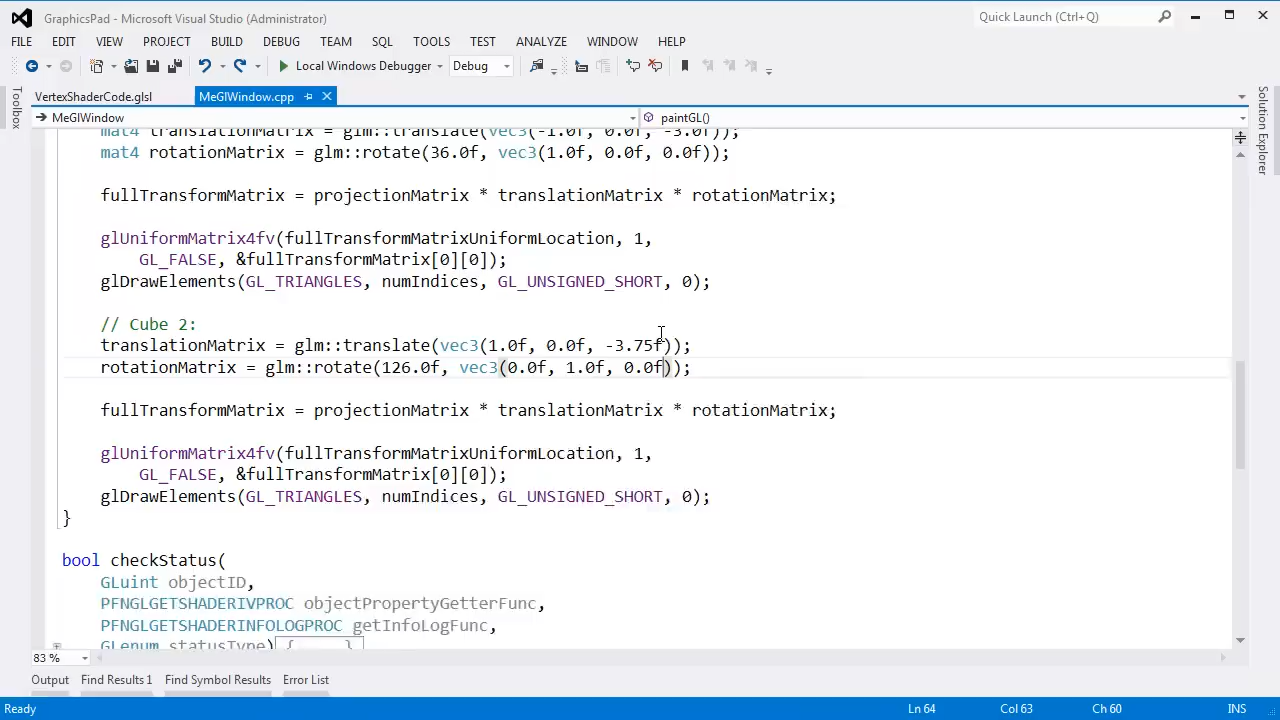 GraphicsPad - Microsoft Visual Studio (Administrator)
Quick Launch (Ctrl+Q)
FILE EDIT VIEW PROJECT BUILD DEBUG TEAM SQL TOOLS TEST ANALYZE WINDOW HELP
Local Windows Debugger Debug
Toolbox
VertexShaderCode.glsl MeGlWindow.cpp
MeGlWindow paintGL()
Solution Explorer
mat4 translationMatrix = glm::translate(vec3(-1.0f, 0.0f, -3.0f));
mat4 rotationMatrix = glm::rotate(36.0f, vec3(1.0f, 0.0f, 0.0f));
fullTransformMatrix = projectionMatrix * translationMatrix * rotationMatrix;
glUniformMatrix4fv(fullTransformMatrixUniformLocation, 1,
GL_FALSE, &fullTransformMatrix[0][0]);
glDrawElements(GL_TRIANGLES, numIndices, GL_UNSIGNED_SHORT, 0);
// Cube 2:
translationMatrix = glm::translate(vec3(1.0f, 0.0f, -3.75f));
rotationMatrix = glm::rotate(126.0f, vec3(0.0f, 1.0f, 0.0f));
fullTransformMatrix = projectionMatrix * translationMatrix * rotationMatrix;
glUniformMatrix4fv(fullTransformMatrixUniformLocation, 1,
GL_FALSE, &fullTransformMatrix[0][0]);
glDrawElements(GL_TRIANGLES, numIndices, GL_UNSIGNED_SHORT, 0);
}
bool checkStatus(
GLuint objectID,
PFNGLGETSHADERIVPROC objectPropertyGetterFunc,
PFNGLGETSHADERINFOLOGPROC getInfoLogFunc,
GLenum statusType) { ..... }
83 %
Output Find Results 1 Find Symbol Results Error List
Ready Ln 64 Col 63 Ch 60 INS